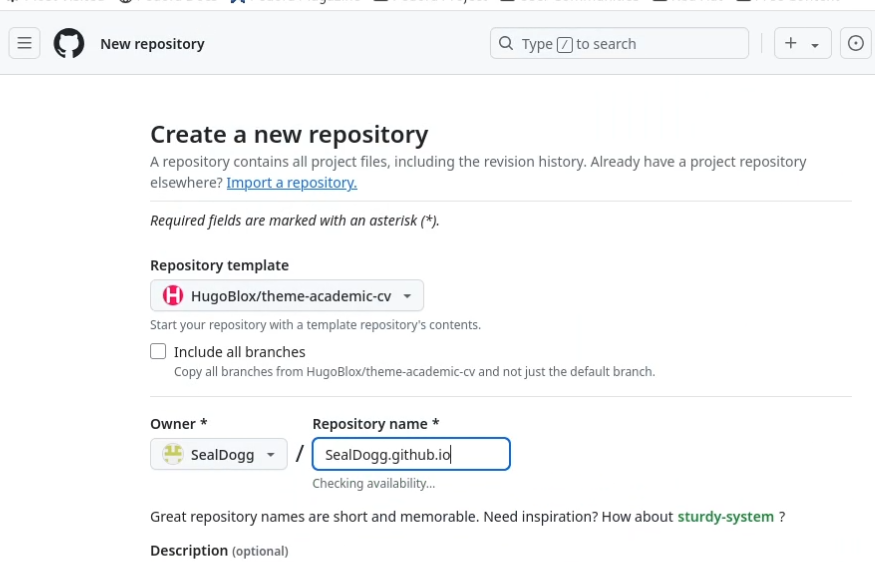 New repository
Type / to search
Create a new repository
A repository contains all project files, including the revision history. Already have a project repository
elsewhere? Import a repository.
Required fields are marked with an asterisk (*).
Repository template
HugoBlox/theme-academic-cv
Start your repository with a template repository's contents.
Include all branches
Copy all branches from HugoBlox/theme-academic-cv and not just the default branch.
Owner * Repository name *
SealDogg / SealDogg.github.io
Checking availability...
Great repository names are short and memorable. Need inspiration? How about sturdy-system ?
Description (optional)